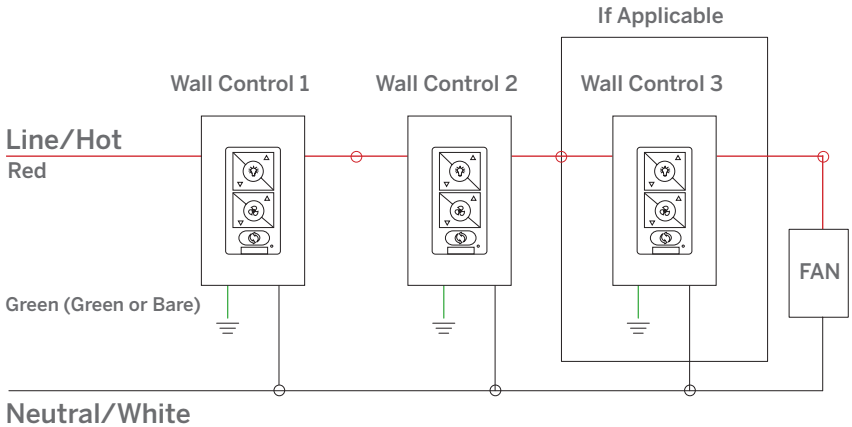 If Applicable
Wall Control 1
Wall Control 2
Wall Control 3
Line/Hot
Red
FAN
Green (Green or Bare)
Neutral/White